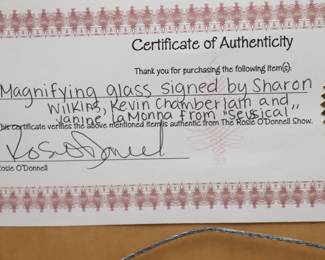 Certificate of Authenticity
Thank you for purchasing the following item(s):
Magnifying glass signed by Sharon
Wilkins, Kevin Chamberlain and
Janine LaManna from "Seussical"
This certificate verifies the above mentioned item is authentic from The Rosie O'Donnell Show.
Ros O'Donnell
Rosie O'Donnell